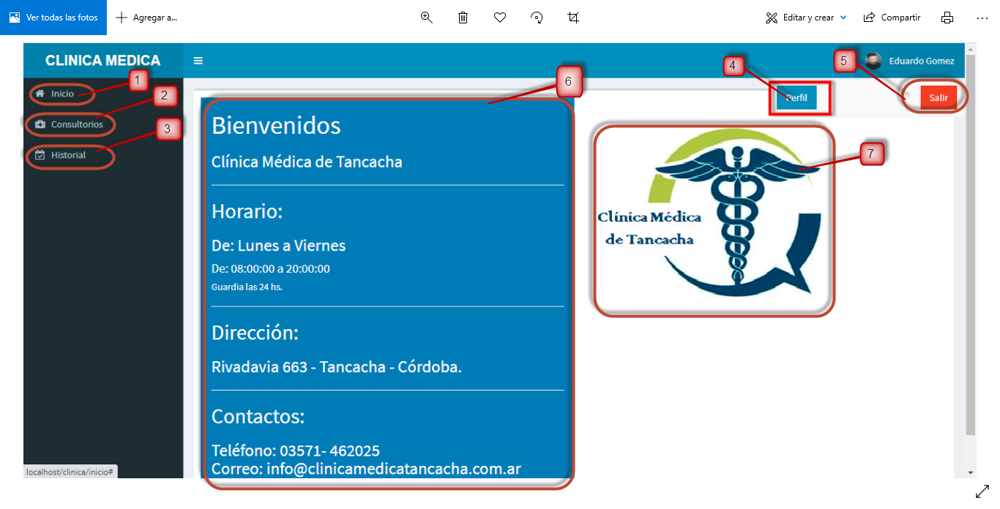 Ver todas las fotos
Agregar a...
Editar y crear
Compartir
CLINICA MEDICA
Eduardo Gomez
1
Inicio
2
Consultorios
3
Historial
4
Perfil
5
Salir
6
Bienvenidos
Clínica Médica de Tancacha
Horario:
De: Lunes a Viernes
De: 08:00:00 a 20:00:00
Guardia las 24 hs.
Dirección:
Rivadavia 663 - Tancacha - Córdoba.
Contactos:
Teléfono: 03571- 462025
Correo: info@clinicamedicatancacha.com.ar
7
Clínica Médica
de Tancacha
localhost/clinica/inicio#